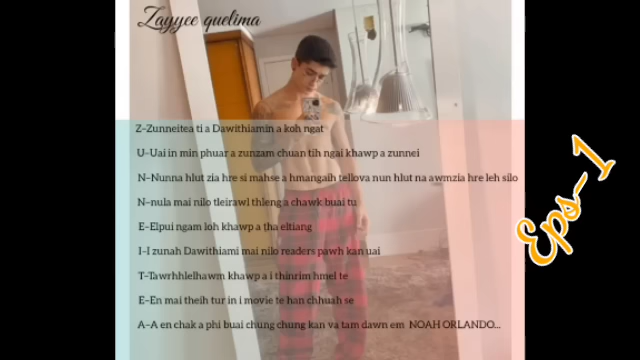 Zayyee quelima
Z–Zunneitea ti a Dawithiamin a koh ngat
U–Uai in min phuar a zunzam chuan tih ngai khawp a zunnei
N–Nunna hlut zia hre si mahse a hmangaih tellova nun hlut na awmzia hre leh silo
N–nula mai nilo tleirawl thleng a chawk buai tu
E–Elpui ngam loh khawp a tha eltiang
I–I zunah Dawithiami mai nilo readers pawh kan uai
T–Tawrhhlelhawm khawp a i thinrim hmel te
E–En mai theih tur in i movie te han chhuah se
A–A en chak a phi buai chung chung kan va tam dawn em NOAH ORLANDO...
Eps–1